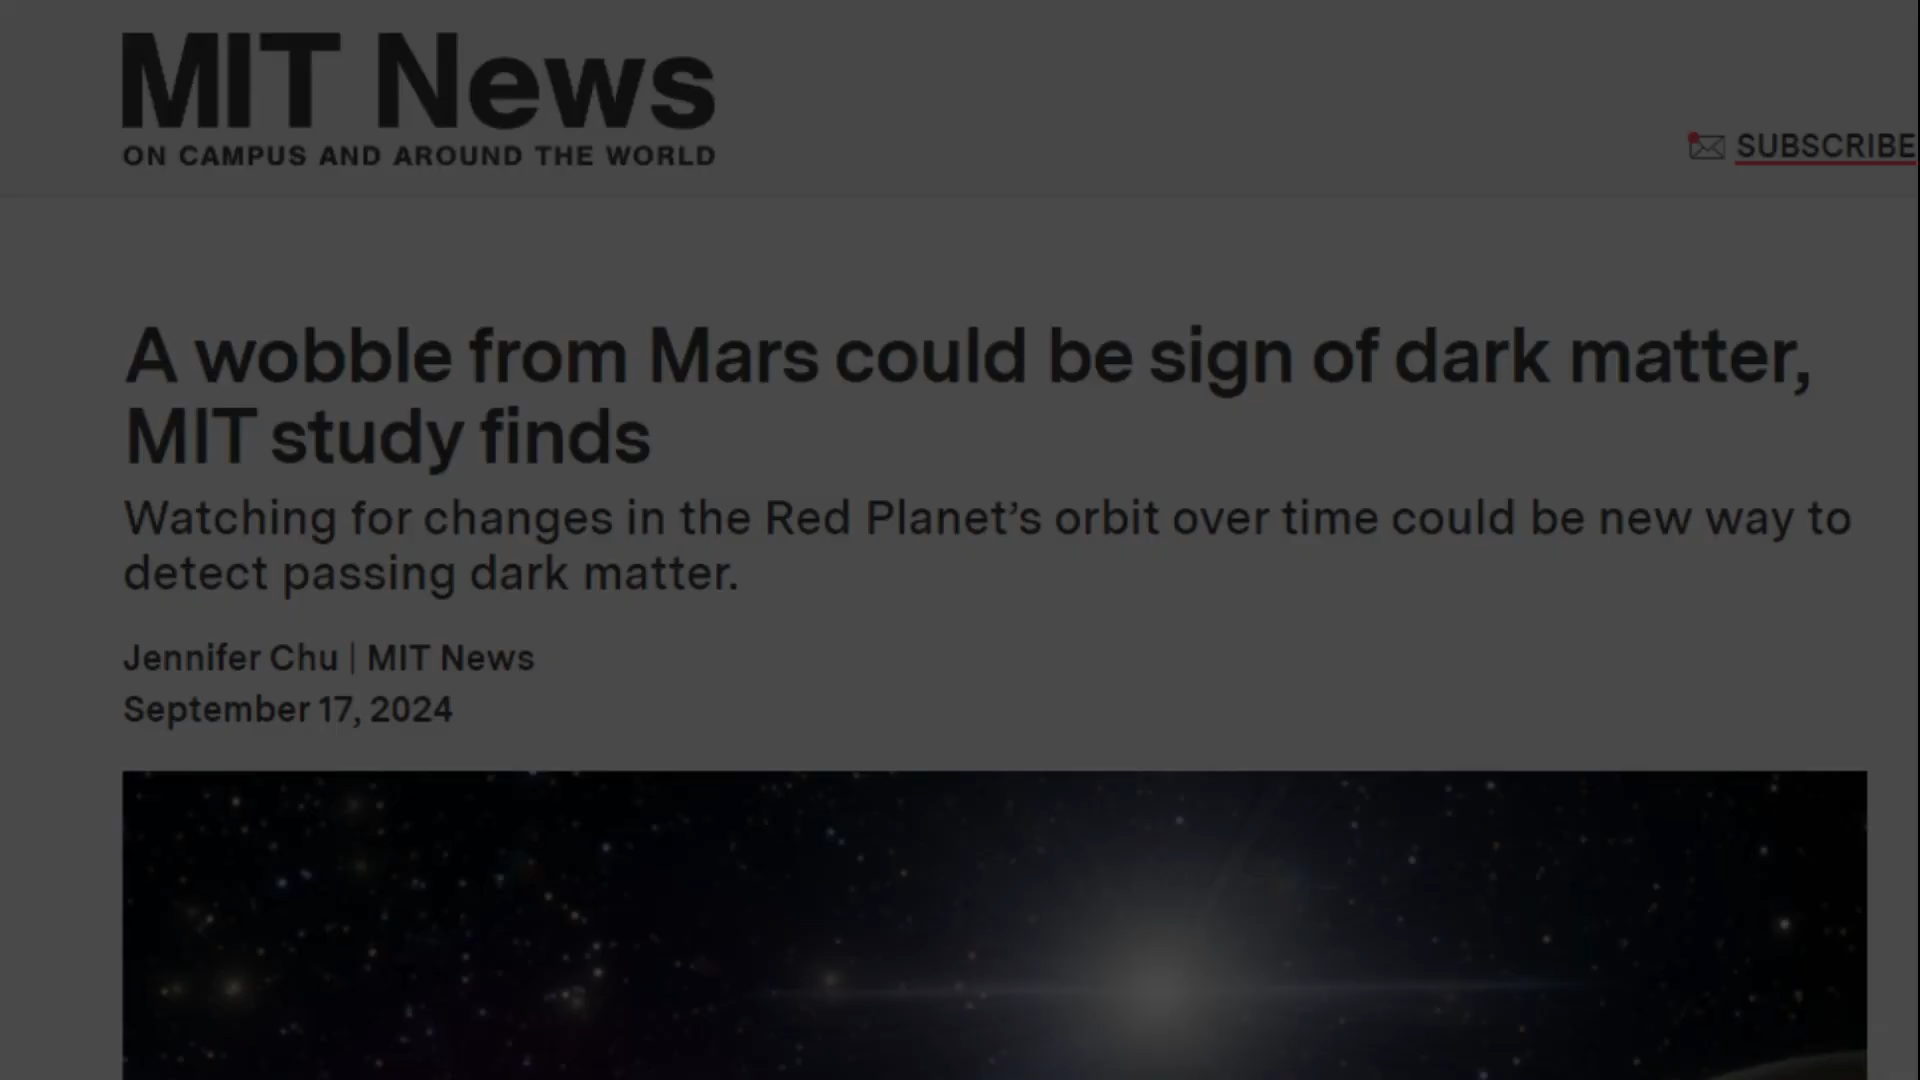 MIT News
ON CAMPUS AND AROUND THE WORLD
SUBSCRIBE
A wobble from Mars could be sign of dark matter,
MIT study finds
Watching for changes in the Red Planet’s orbit over time could be new way to
detect passing dark matter.
Jennifer Chu | MIT News
September 17, 2024